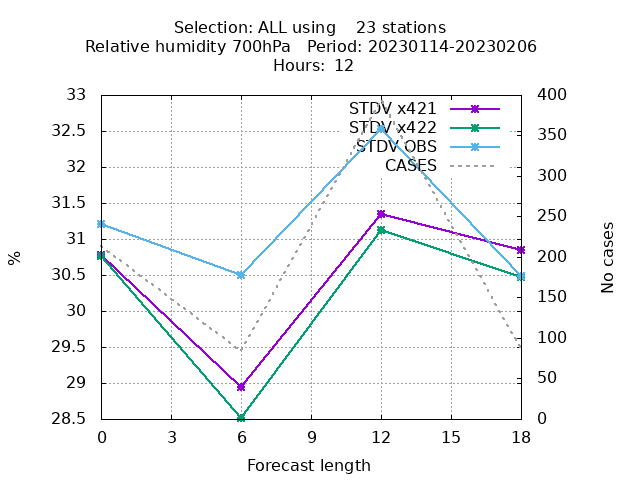 Selection: ALL using    23 stations
Relative humidity 700hPa   Period: 20230114-20230206
Hours: 12
33
32.5
32
31.5
31
30.5
30
29.5
29
28.5
%
STDV x421
STDV x422
STDV OBS
CASES
400
350
300
250
200
150
100
50
0
No cases
0 3 6 9 12 15 18
Forecast length